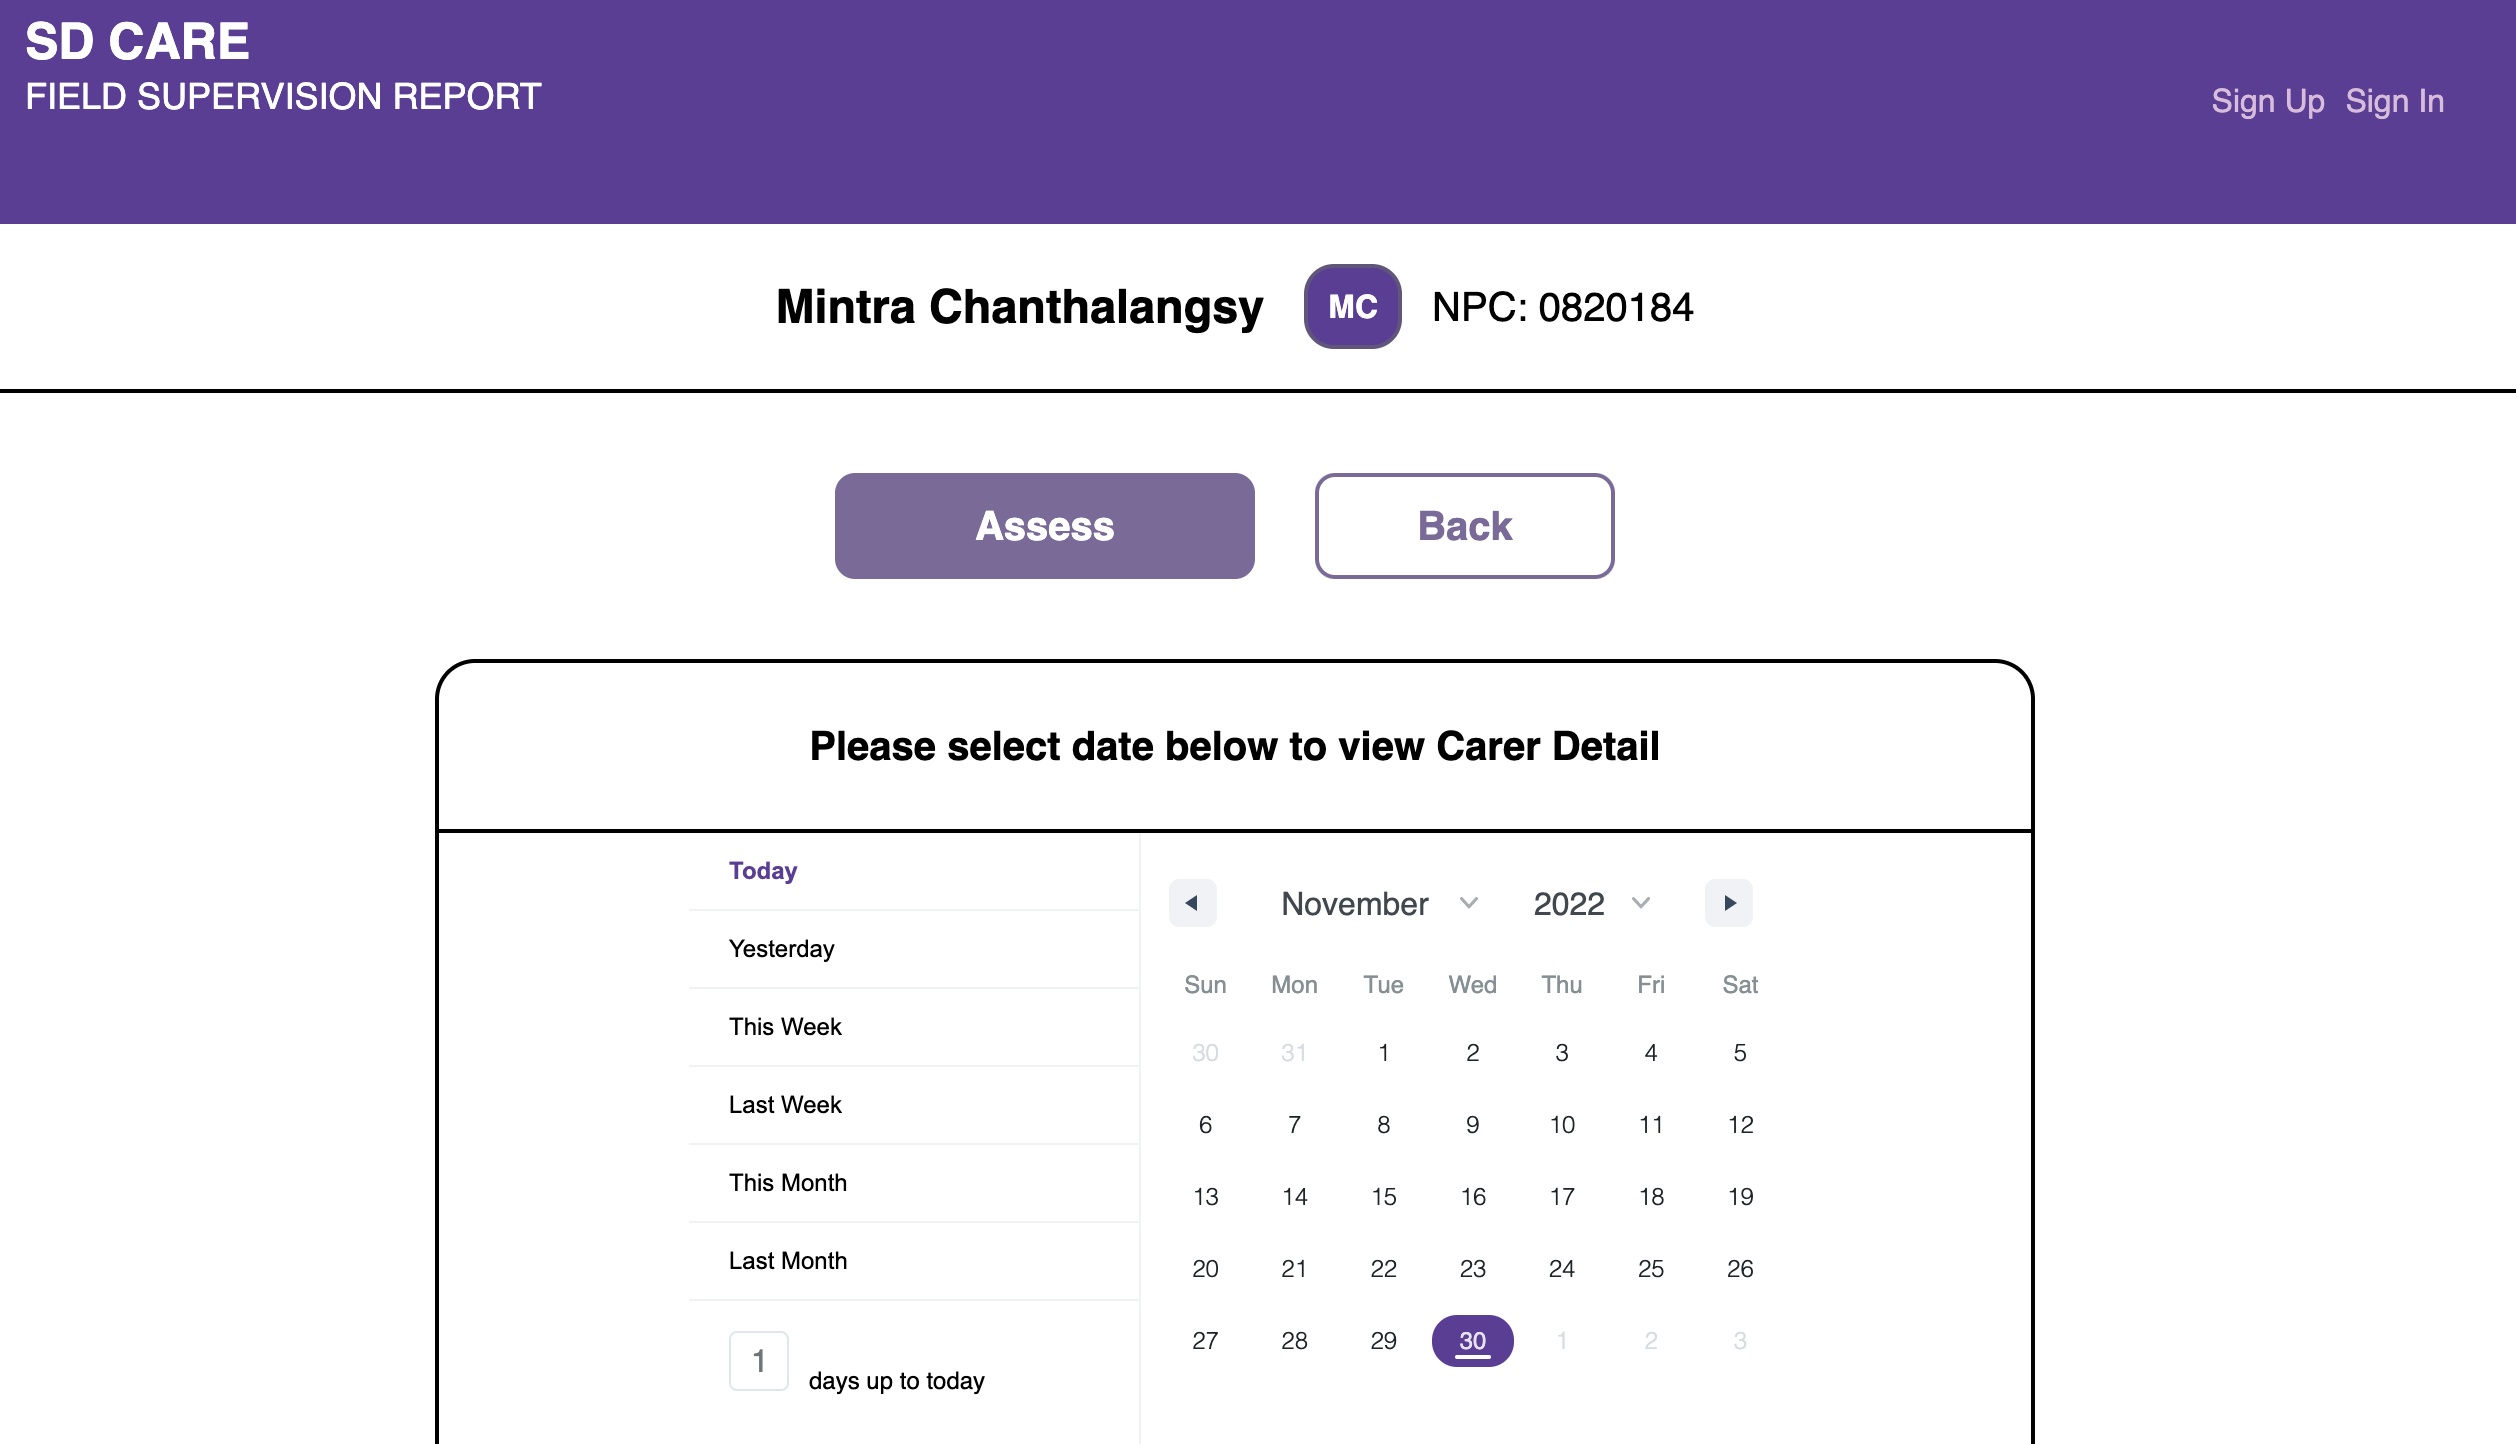 SD CARE
FIELD SUPERVISION REPORT
Sign Up Sign In
Mintra Chanthalangsy MC NPC: 0820184
Assess Back
Please select date below to view Carer Detail
Today
Yesterday
This Week
Last Week
This Month
Last Month
1 days up to today
November 2022
Sun Mon Tue Wed Thu Fri Sat
30 31 1 2 3 4 5
6 7 8 9 10 11 12
13 14 15 16 17 18 19
20 21 22 23 24 25 26
27 28 29 30 1 2 3